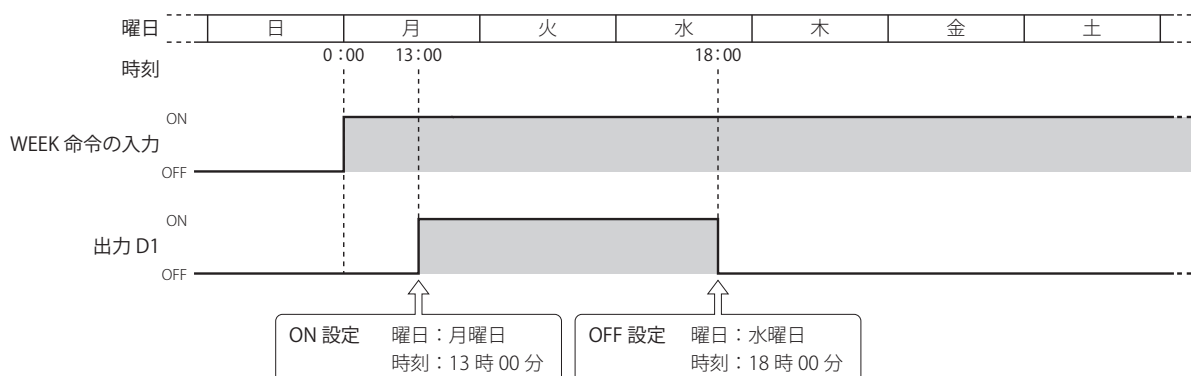 曜日 日 月 火 水 木 金 土
時刻 0:00 13:00 18:00
ON
WEEK 命令の入力
OFF
ON
出力 D1
OFF
ON 設定 曜日：月曜日
時刻：13 時 00 分
OFF 設定 曜日：水曜日
時刻：18 時 00 分